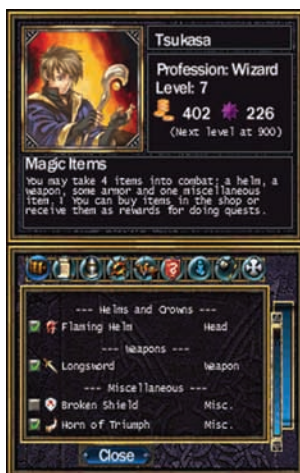 Tsukasa
Profession: Wizard
Level: 7
402 226
(Next level at 900)
Magic Items
You may take 4 items into combat: a helm, a
weapon, some armor and one miscellaneous
item. You can buy items in the shop or
receive them as rewards for doing quests.
--- Helms and Crowns ---
Flaming Helm Head
--- Weapons ---
Longsword Weapon
--- Miscellaneous ---
Broken Shield Misc.
Horn of Triumph Misc.
Close